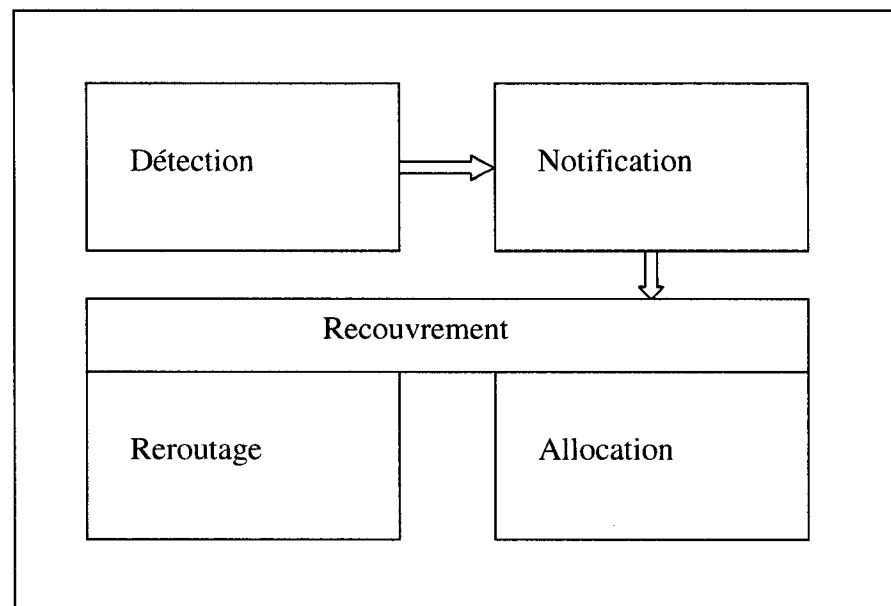 Détection
Notification
Recouvrement
Reroutage
Allocation